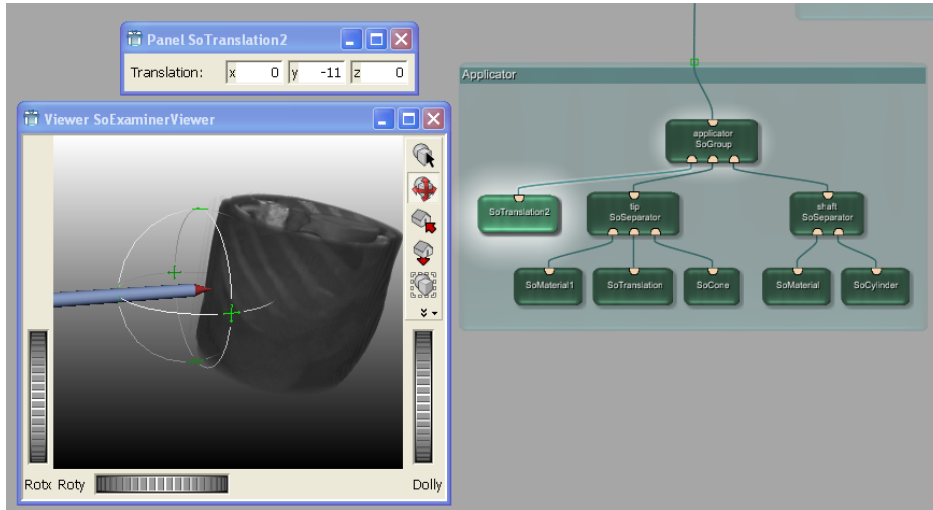 Panel SoTranslation2
Translation: x 0 y -11 z 0
Viewer SoExaminerViewer
Rotx Roty
Dolly
Applicator
applicator
SoGroup
SoTranslation2
tip
SoSeparator
shaft
SoSeparator
SoMaterial1
SoTranslation
SoCone
SoMaterial
SoCylinder